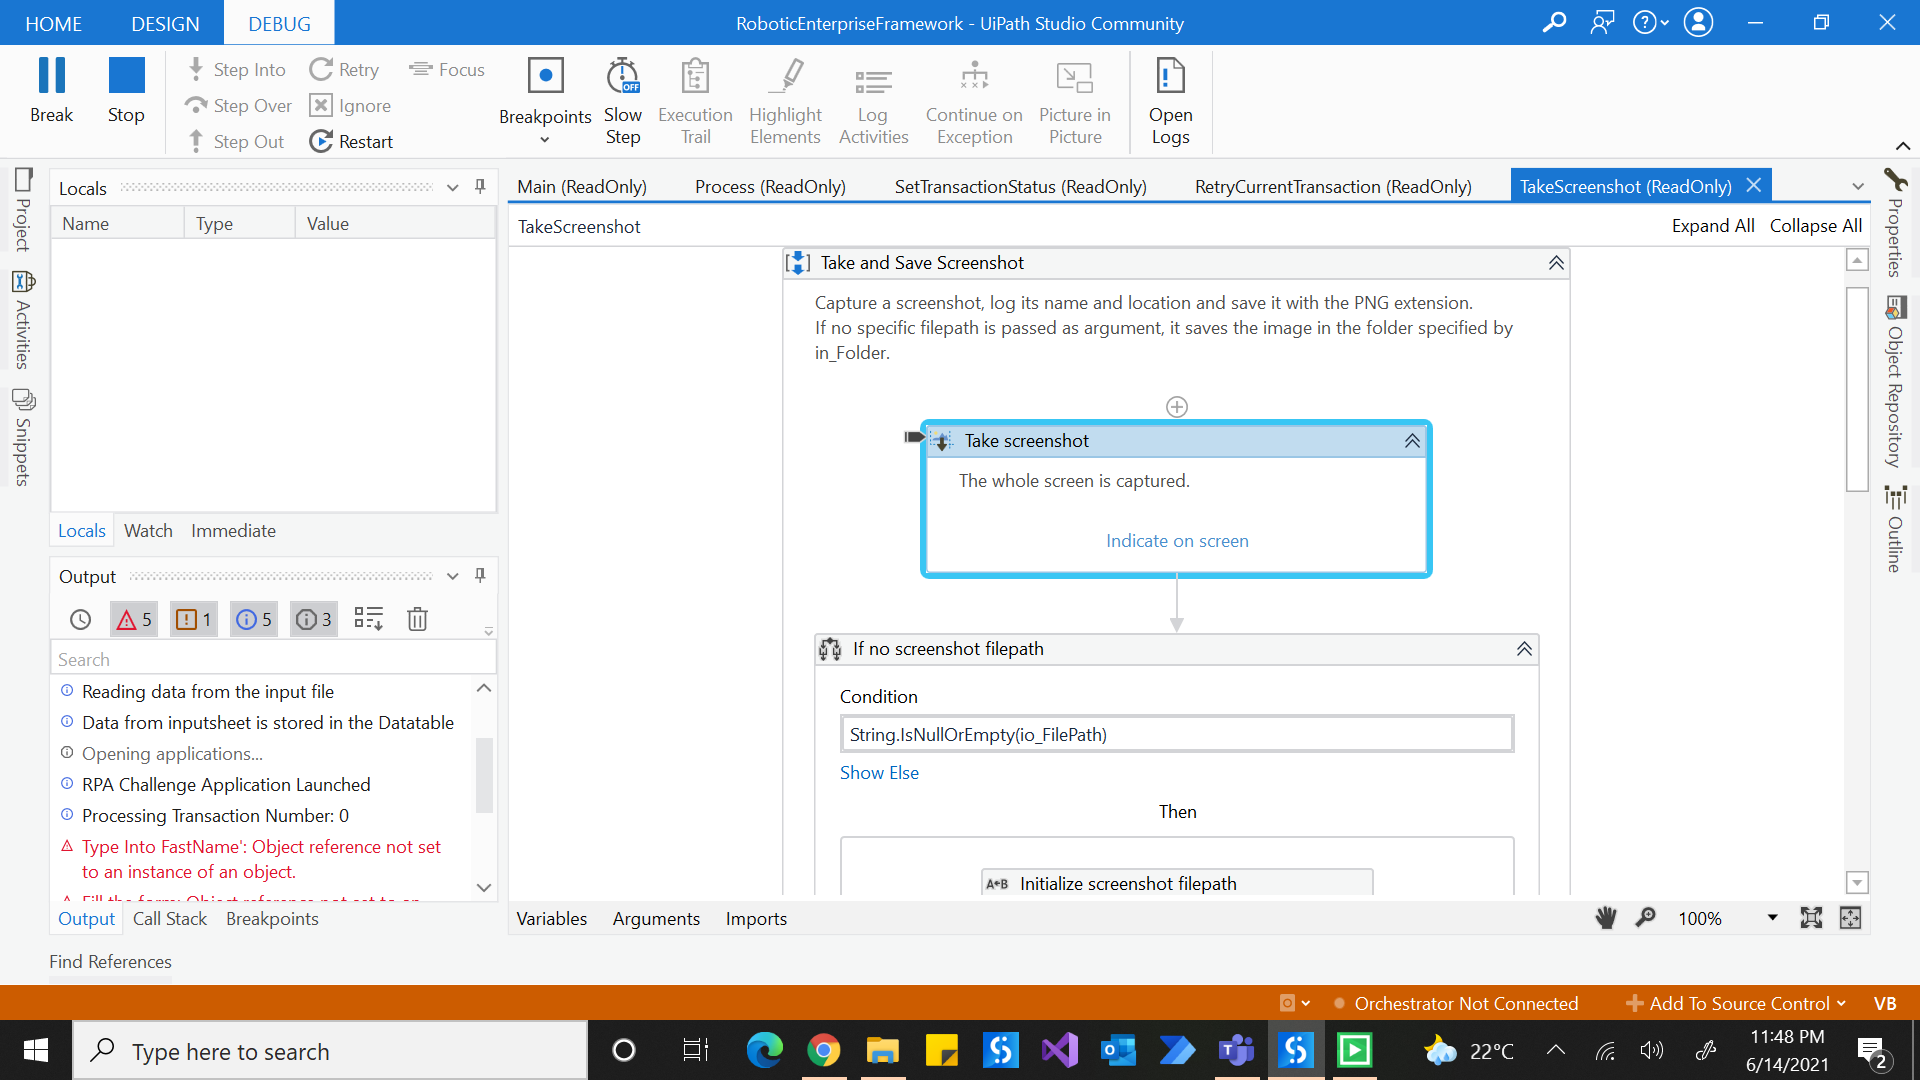 HOME DESIGN DEBUG
RoboticEnterpriseFramework - UiPath Studio Community
Break
Stop
Step Into
Step Over
Step Out
Retry
Ignore
Restart
Focus
Breakpoints
OFF
Slow
Step
Execution
Trail
Highlight
Elements
Log
Activities
Continue on
Exception
Picture in
Picture
Open
Logs
Project
Activities
Snippets
Locals
Name Type Value
Locals Watch Immediate
Output
5 1 5 3
Search
Reading data from the input file
Data from inputsheet is stored in the Datatable
Opening applications...
RPA Challenge Application Launched
Processing Transaction Number: 0
Type Into FastName': Object reference not set
to an instance of an object.
Fill the form: Object reference not set to an
Output Call Stack Breakpoints
Find References
Main (ReadOnly) Process (ReadOnly) SetTransactionStatus (ReadOnly) RetryCurrentTransaction (ReadOnly) TakeScreenshot (ReadOnly)
TakeScreenshot
Expand All Collapse All
Take and Save Screenshot
Capture a screenshot, log its name and location and save it with the PNG extension.
If no specific filepath is passed as argument, it saves the image in the folder specified by
in_Folder.
Take screenshot
The whole screen is captured.
Indicate on screen
If no screenshot filepath
Condition
String.IsNullOrEmpty(io_FilePath)
Show Else
Then
A B Initialize screenshot filepath
Variables Arguments Imports
100%
Properties
Object Repository
Outline
Orchestrator Not Connected
Add To Source Control
VB
Type here to search
22°C
11:48 PM
6/14/2021
2